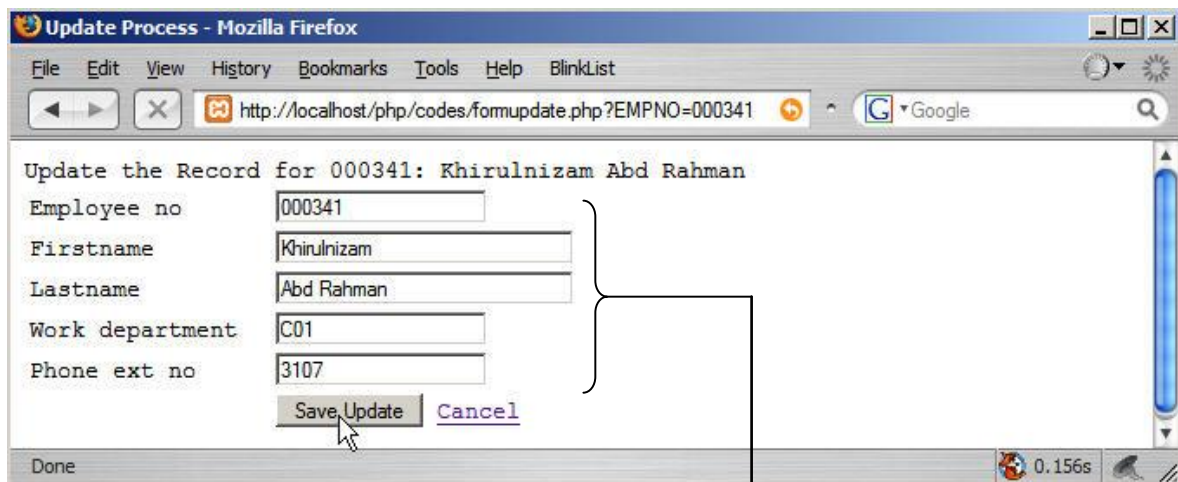 Update Process - Mozilla Firefox
File Edit View History Bookmarks Tools Help BlinkList
http://localhost/php/codes/formupdate.php?EMPNO=000341 G Google
Update the Record for 000341: Khirulnizam Abd Rahman
Employee no 000341
Firstname Khirulnizam
Lastname Abd Rahman
Work department C01
Phone ext no 3107
Save Update Cancel
Done 0.156s